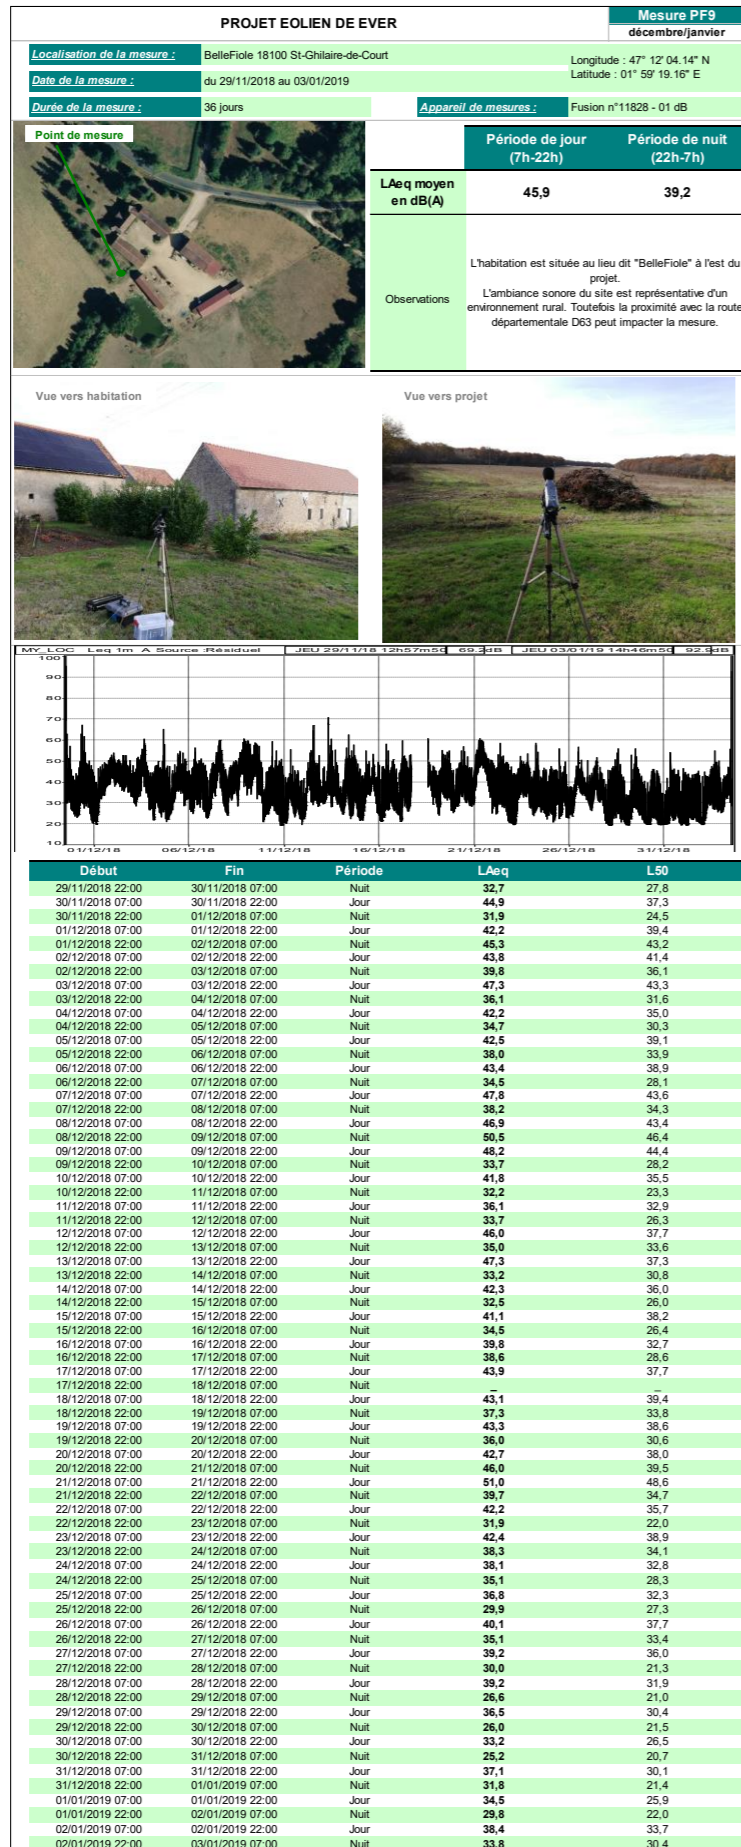 PROJET EOLIEN DE EVER
Mesure PF9
décembre/janvier
Localisation de la mesure :
BelleFiole 18100 St-Ghilaire-de-Court
Longitude : 47° 12' 04.14" N
Latitude : 01° 59' 19.16" E
Date de la mesure :
du 29/11/2018 au 03/01/2019
Durée de la mesure :
36 jours
Appareil de mesures :
Fusion n°11828 - 01 dB
Point de mesure
Période de jour (7h-22h)
Période de nuit (22h-7h)
LAeq moyen en dB(A)
45,9
39,2
Observations
L'habitation est située au lieu dit "BelleFiole" à l'est du
projet.
L'ambiance sonore du site est représentative d'un
environnement rural. Toutefois la proximité avec la route
départementale D63 peut impacter la mesure.
Vue vers habitation
Vue vers projet
MY_LOC Leq 1m A Source :Résiduel JEU 29/11/18 12h57m50 69.2dB JEU 03/01/19 14h46m50 92.9dB
100
90
80
70
60
50
40
30
20
10
01/12/18 06/12/18 11/12/18 16/12/18 21/12/18 26/12/18 31/12/18
Début Fin Période LAeq L50
29/11/2018 22:00 30/11/2018 07:00 Nuit 32,7 27,8
30/11/2018 07:00 30/11/2018 22:00 Jour 44,9 37,3
30/11/2018 22:00 01/12/2018 07:00 Nuit 31,9 24,5
01/12/2018 07:00 01/12/2018 22:00 Jour 42,2 39,4
01/12/2018 22:00 02/12/2018 07:00 Nuit 45,3 43,2
02/12/2018 07:00 02/12/2018 22:00 Jour 43,8 41,4
02/12/2018 22:00 03/12/2018 07:00 Nuit 39,8 36,1
03/12/2018 07:00 03/12/2018 22:00 Jour 47,3 43,3
03/12/2018 22:00 04/12/2018 07:00 Nuit 36,1 31,6
04/12/2018 07:00 04/12/2018 22:00 Jour 42,2 35,0
04/12/2018 22:00 05/12/2018 07:00 Nuit 34,7 30,3
05/12/2018 07:00 05/12/2018 22:00 Jour 42,5 39,1
05/12/2018 22:00 06/12/2018 07:00 Nuit 38,0 33,9
06/12/2018 07:00 06/12/2018 22:00 Jour 43,4 38,9
06/12/2018 22:00 07/12/2018 07:00 Nuit 34,5 28,1
07/12/2018 07:00 07/12/2018 22:00 Jour 47,8 43,6
07/12/2018 22:00 08/12/2018 07:00 Nuit 38,2 34,3
08/12/2018 07:00 08/12/2018 22:00 Jour 46,9 43,4
08/12/2018 22:00 09/12/2018 07:00 Nuit 50,5 46,4
09/12/2018 07:00 09/12/2018 22:00 Jour 48,2 44,4
09/12/2018 22:00 10/12/2018 07:00 Nuit 33,7 28,2
10/12/2018 07:00 10/12/2018 22:00 Jour 41,8 35,5
10/12/2018 22:00 11/12/2018 07:00 Nuit 32,2 23,3
11/12/2018 07:00 11/12/2018 22:00 Jour 36,1 32,9
11/12/2018 22:00 12/12/2018 07:00 Nuit 33,7 26,3
12/12/2018 07:00 12/12/2018 22:00 Jour 46,0 37,7
12/12/2018 22:00 13/12/2018 07:00 Nuit 35,0 33,6
13/12/2018 07:00 13/12/2018 22:00 Jour 47,3 37,3
13/12/2018 22:00 14/12/2018 07:00 Nuit 33,2 30,8
14/12/2018 07:00 14/12/2018 22:00 Jour 42,3 36,0
14/12/2018 22:00 15/12/2018 07:00 Nuit 32,5 26,0
15/12/2018 07:00 15/12/2018 22:00 Jour 41,1 38,2
15/12/2018 22:00 16/12/2018 07:00 Nuit 34,5 26,4
16/12/2018 07:00 16/12/2018 22:00 Jour 39,8 32,7
16/12/2018 22:00 17/12/2018 07:00 Nuit 38,6 28,6
17/12/2018 07:00 17/12/2018 22:00 Jour 43,9 37,7
17/12/2018 22:00 18/12/2018 07:00 Nuit _ _
18/12/2018 07:00 18/12/2018 22:00 Jour 43,1 39,4
18/12/2018 22:00 19/12/2018 07:00 Nuit 37,3 33,8
19/12/2018 07:00 19/12/2018 22:00 Jour 43,3 38,6
19/12/2018 22:00 20/12/2018 07:00 Nuit 36,0 30,6
20/12/2018 07:00 20/12/2018 22:00 Jour 42,7 38,0
20/12/2018 22:00 21/12/2018 07:00 Nuit 46,0 39,5
21/12/2018 07:00 21/12/2018 22:00 Jour 51,0 48,6
21/12/2018 22:00 22/12/2018 07:00 Nuit 39,7 34,7
22/12/2018 07:00 22/12/2018 22:00 Jour 42,2 35,7
22/12/2018 22:00 23/12/2018 07:00 Nuit 31,9 22,0
23/12/2018 07:00 23/12/2018 22:00 Jour 42,4 38,9
23/12/2018 22:00 24/12/2018 07:00 Nuit 38,3 34,1
24/12/2018 07:00 24/12/2018 22:00 Jour 38,1 32,8
24/12/2018 22:00 25/12/2018 07:00 Nuit 35,1 28,3
25/12/2018 07:00 25/12/2018 22:00 Jour 36,8 32,3
25/12/2018 22:00 26/12/2018 07:00 Nuit 29,9 27,3
26/12/2018 07:00 26/12/2018 22:00 Jour 40,1 37,7
26/12/2018 22:00 27/12/2018 07:00 Nuit 35,1 33,4
27/12/2018 07:00 27/12/2018 22:00 Jour 39,2 36,0
27/12/2018 22:00 28/12/2018 07:00 Nuit 30,0 21,3
28/12/2018 07:00 28/12/2018 22:00 Jour 39,2 31,9
28/12/2018 22:00 29/12/2018 07:00 Nuit 26,6 21,0
29/12/2018 07:00 29/12/2018 22:00 Jour 36,5 30,4
29/12/2018 22:00 30/12/2018 07:00 Nuit 26,0 21,5
30/12/2018 07:00 30/12/2018 22:00 Jour 33,2 26,5
30/12/2018 22:00 31/12/2018 07:00 Nuit 25,2 20,7
31/12/2018 07:00 31/12/2018 22:00 Jour 37,1 30,1
31/12/2018 22:00 01/01/2019 07:00 Nuit 31,8 21,4
01/01/2019 07:00 01/01/2019 22:00 Jour 34,5 25,9
01/01/2019 22:00 02/01/2019 07:00 Nuit 29,8 22,0
02/01/2019 07:00 02/01/2019 22:00 Jour 38,4 33,7
02/01/2019 22:00 03/01/2019 07:00 Nuit 33,8 30,4